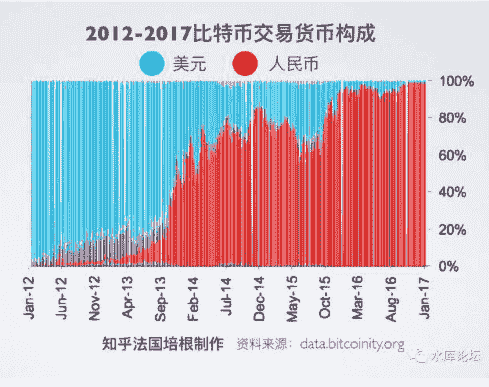 2012-2017比特币交易货币构成
美元 人民币
100%
80%
60%
40%
20%
0%
Jan-12 Jun-12 Nov-12 Apr-13 Sep-13 Feb-14 Jul-14 Dec-14 May-15 Oct-15 Mar-16 Aug-16 Jan-17
知乎法国培根制作 资料来源：data.bitcoinity.org
水库论坛